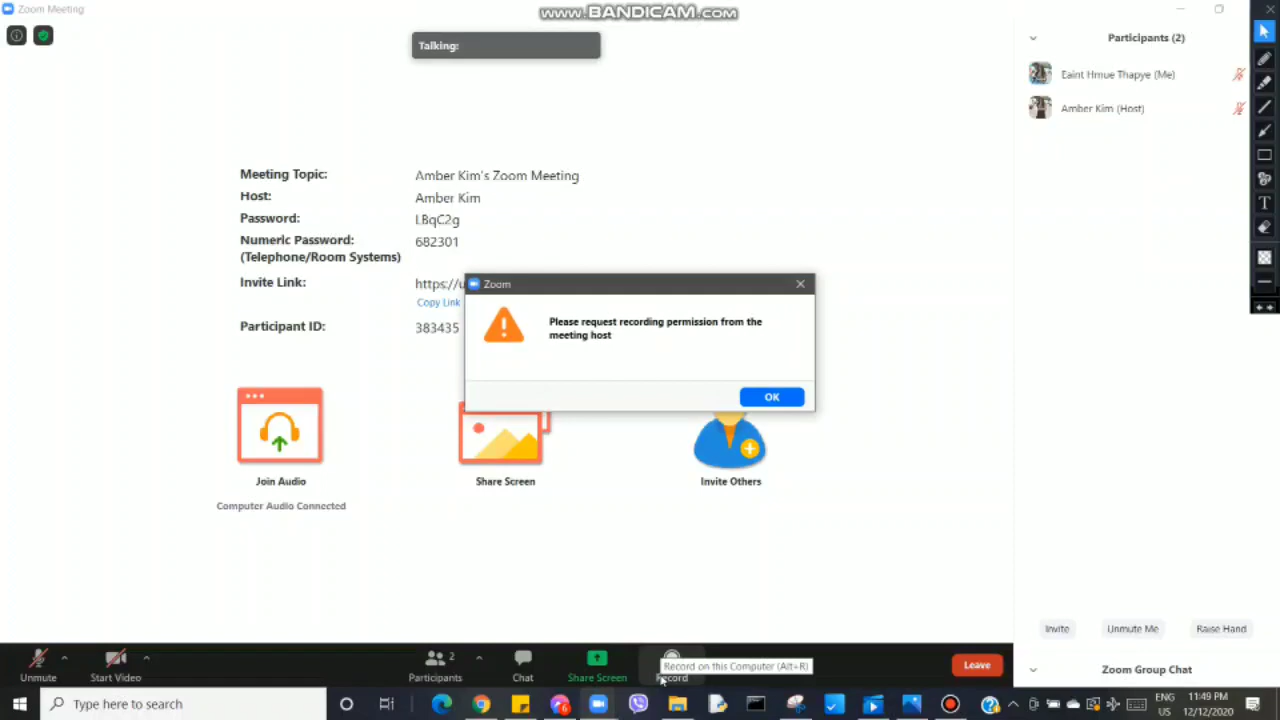 Zoom Meeting
www.BANDICAM.com
Talking:
Participants (2)
Eaint Hmue Thapye (Me)
Amber Kim (Host)
Meeting Topic: Amber Kim's Zoom Meeting
Host: Amber Kim
Password: LBqC2g
Numeric Password: 682301
(Telephone/Room Systems)
Invite Link: https://u
Copy Link
Participant ID: 383435
Zoom
Please request recording permission from the
meeting host
OK
Join Audio
Share Screen
Invite Others
Computer Audio Connected
Invite
Unmute Me
Raise Hand
2
Record on this Computer (Alt+R)
Unmute
Start Video
Participants
Chat
Share Screen
Record
Leave
Zoom Group Chat
Type here to search
ENG
US
11:49 PM
12/12/2020